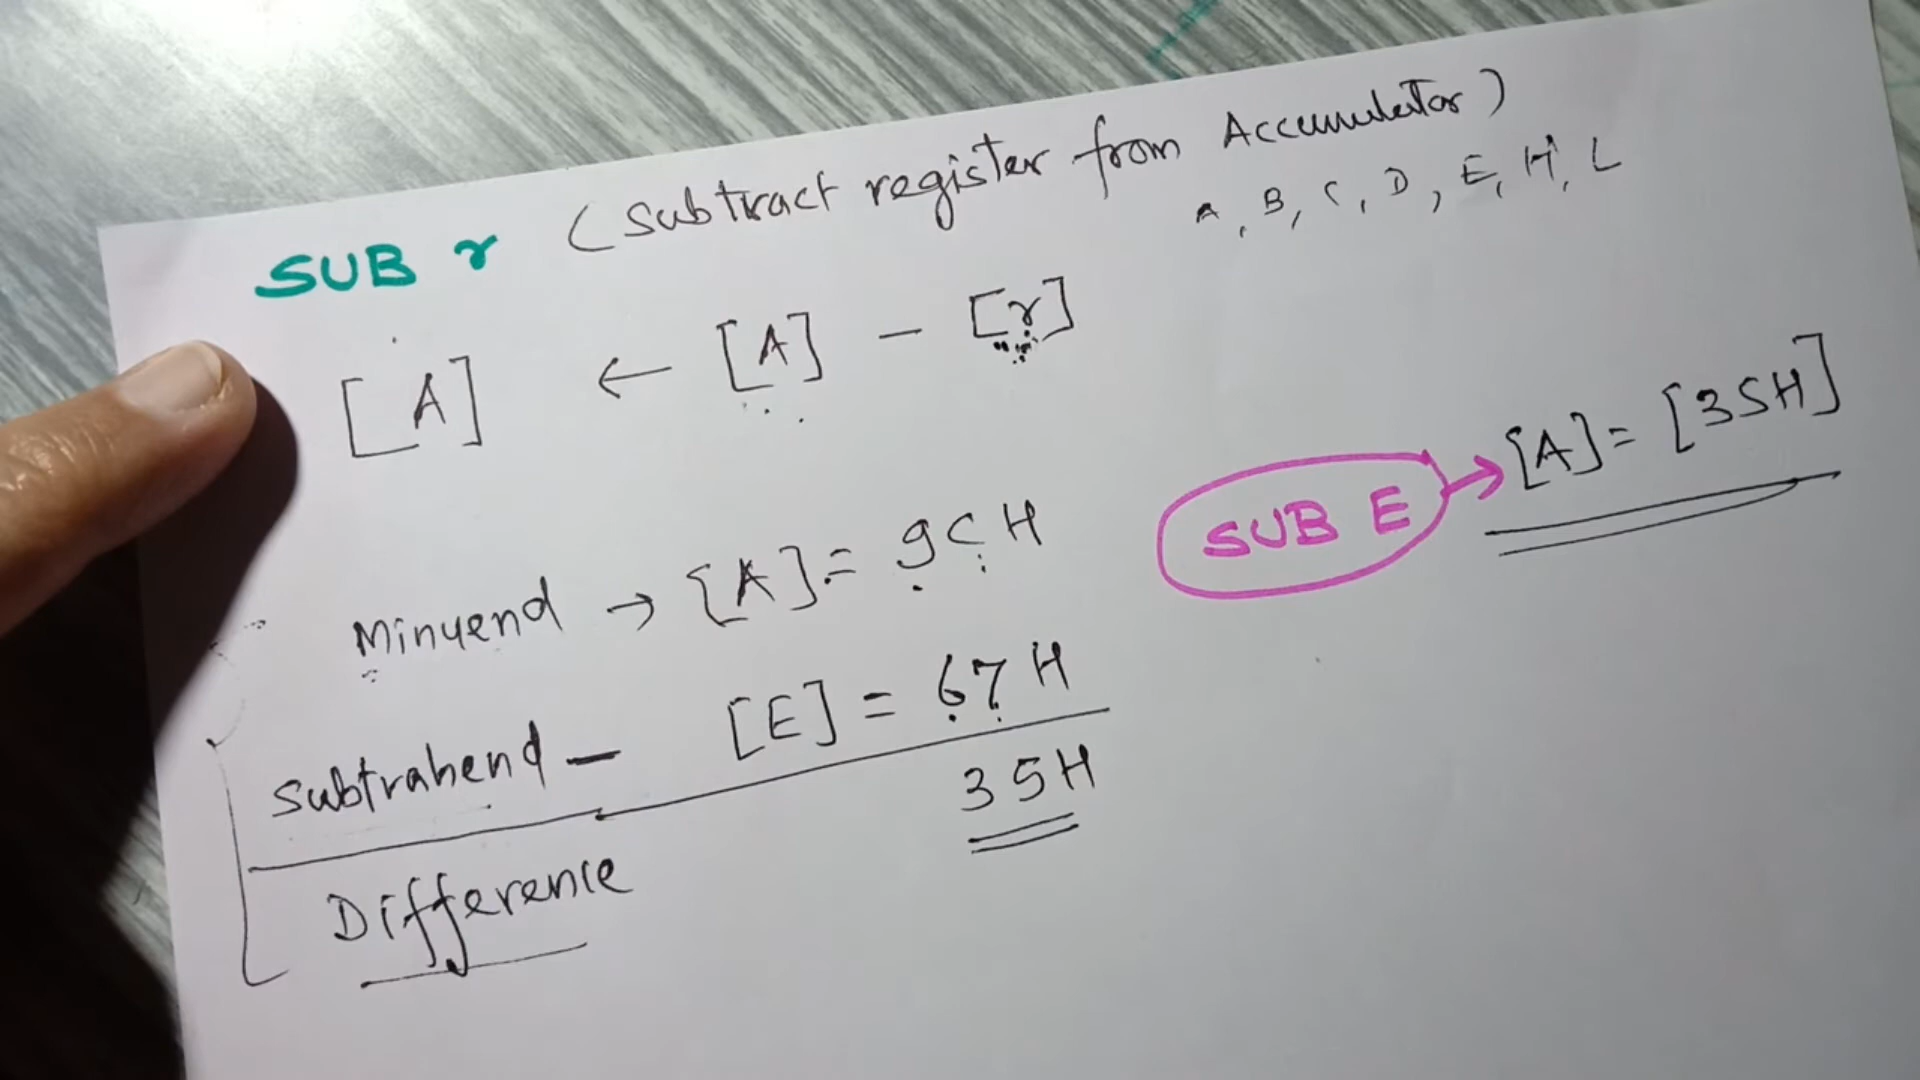 SUB r (Subtract register from Accumulator)
A, B, C, D, E, H, L
[A] ← [A] - [r]
SUB E → [A] = [35H]
Minuend → [A] = 9CH
Subtrahend - [E] = 67H
35H
Difference